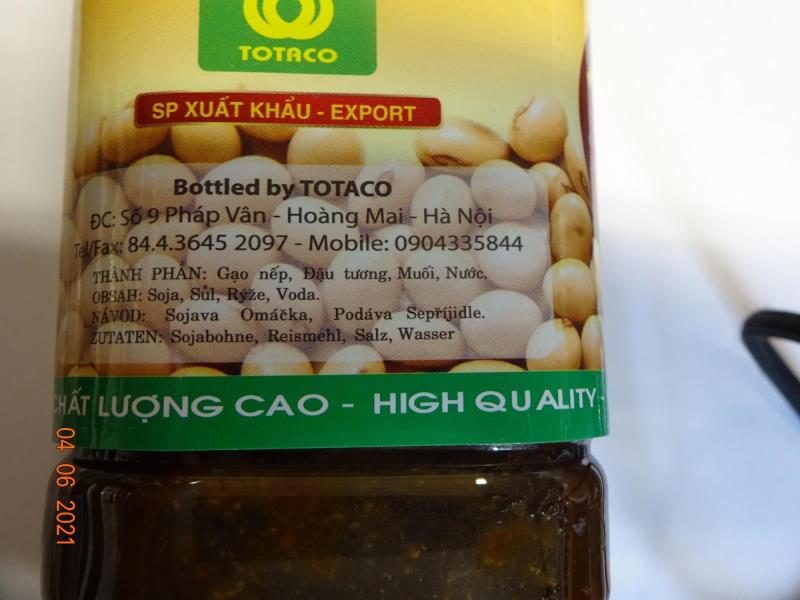 TOTACO
SP XUẤT KHẨU - EXPORT
Bottled by TOTACO
ĐC: Số 9 Pháp Vân - Hoàng Mai - Hà Nội
Tel/Fax: 84.4.3645 2097 - Mobile: 0904335844
THÀNH PHẦN: Gạo nếp, Đậu tương, Muối, Nước.
OBSAH: Soja, Sůl, Rýže, Voda.
NÁVOD: Sojava Omáčka, Podáva Sepříjidle.
ZUTATEN: Sojabohne, Reismehl, Salz, Wasser
CHẤT LƯỢNG CAO - HIGH QUALITY -
04 06 2021